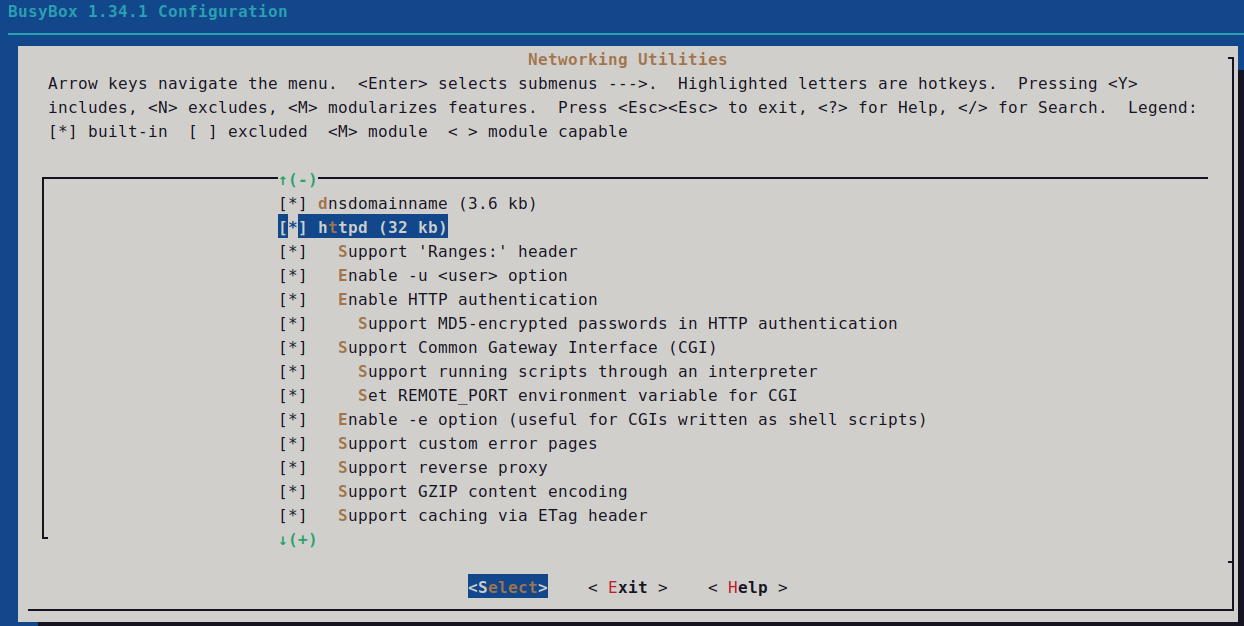 BusyBox 1.34.1 Configuration
Networking Utilities
Arrow keys navigate the menu.  <Enter> selects submenus --->.  Highlighted letters are hotkeys.  Pressing <Y>
includes, <N> excludes, <M> modularizes features.  Press <Esc><Esc> to exit, <?> for Help, </> for Search.  Legend:
[*] built-in  [ ] excluded  <M> module  < > module capable
↑(-)
[*] dnsdomainname (3.6 kb)
[*] httpd (32 kb)
[*]   Support 'Ranges:' header
[*]   Enable -u <user> option
[*]   Enable HTTP authentication
[*]     Support MD5-encrypted passwords in HTTP authentication
[*]   Support Common Gateway Interface (CGI)
[*]     Support running scripts through an interpreter
[*]     Set REMOTE_PORT environment variable for CGI
[*]   Enable -e option (useful for CGIs written as shell scripts)
[*]   Support custom error pages
[*]   Support reverse proxy
[*]   Support GZIP content encoding
[*]   Support caching via ETag header
↓(+)
<Select>    < Exit >    < Help >